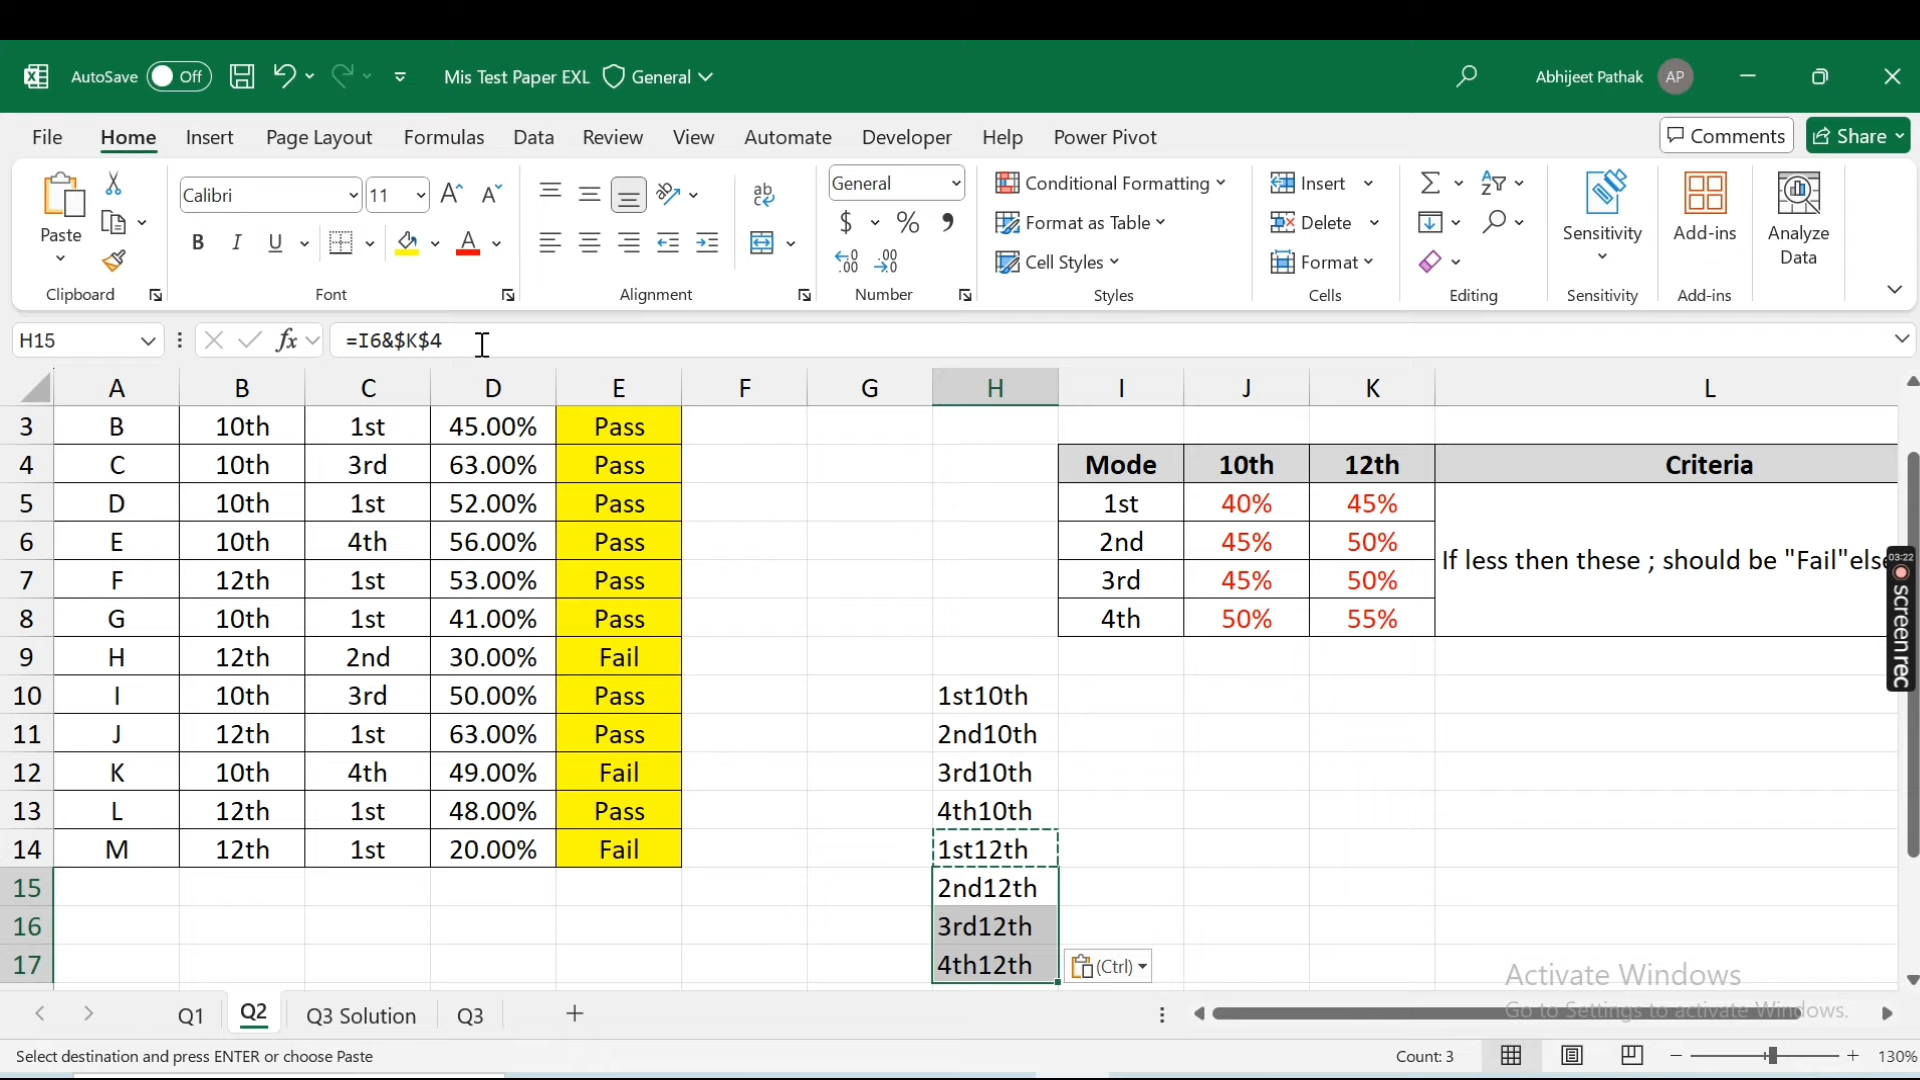 AutoSave Off Mis Test Paper EXL General Abhijeet Pathak AP
File Home Insert Page Layout Formulas Data Review View Automate Developer Help Power Pivot Comments Share
Paste Calibri 11 General Conditional Formatting Insert Sensitivity Add-ins Analyze Data
B I U $ % Format as Table Delete
Cell Styles Format
Clipboard Font Alignment Number Styles Cells Editing Sensitivity Add-ins
H15 fx =I6&$K$4
A B C D E F G H I J K L
3 B 10th 1st 45.00% Pass
4 C 10th 3rd 63.00% Pass Mode 10th 12th Criteria
5 D 10th 1st 52.00% Pass 1st 40% 45%
6 E 10th 4th 56.00% Pass 2nd 45% 50%
If less then these ; should be "Fail"else
03:22
screen rec
7 F 12th 1st 53.00% Pass 3rd 45% 50%
8 G 10th 1st 41.00% Pass 4th 50% 55%
9 H 12th 2nd 30.00% Fail
10 I 10th 3rd 50.00% Pass 1st10th
11 J 12th 1st 63.00% Pass 2nd10th
12 K 10th 4th 49.00% Fail 3rd10th
13 L 12th 1st 48.00% Pass 4th10th
14 M 12th 1st 20.00% Fail 1st12th
15 2nd12th
16 3rd12th
17 4th12th (Ctrl)
Activate Windows
Go to Settings to activate Windows.
Q1 Q2 Q3 Solution Q3
Select destination and press ENTER or choose Paste Count: 3 130%